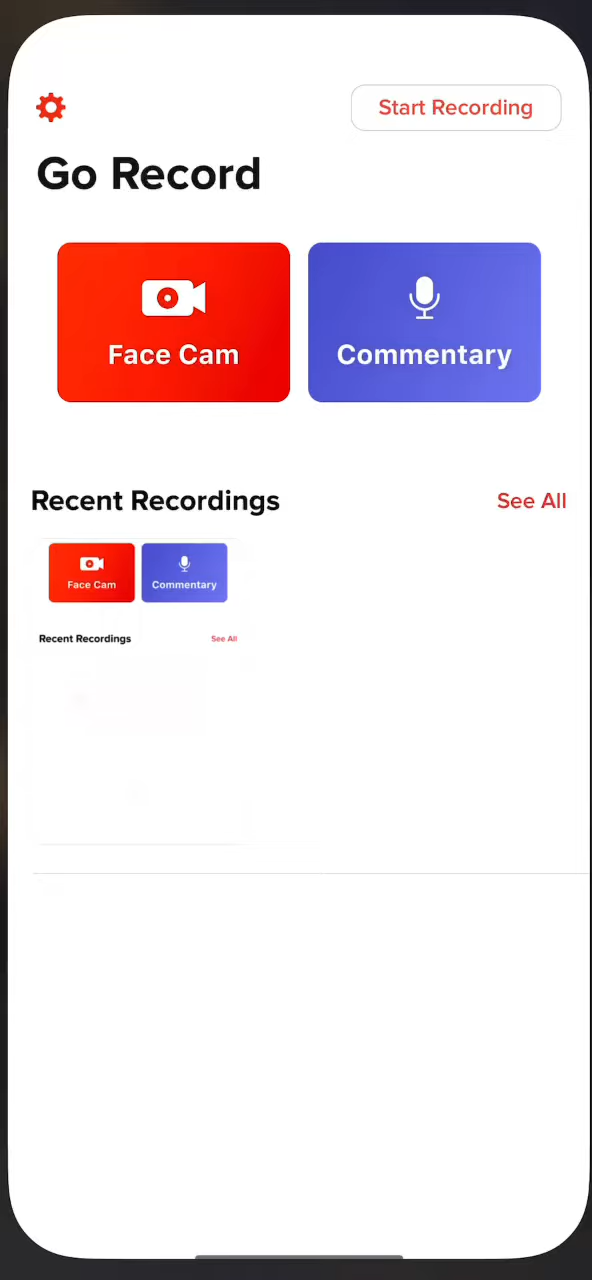 Start Recording
Go Record
Face Cam
Commentary
Recent Recordings
See All
Face Cam
Commentary
Recent Recordings
See All